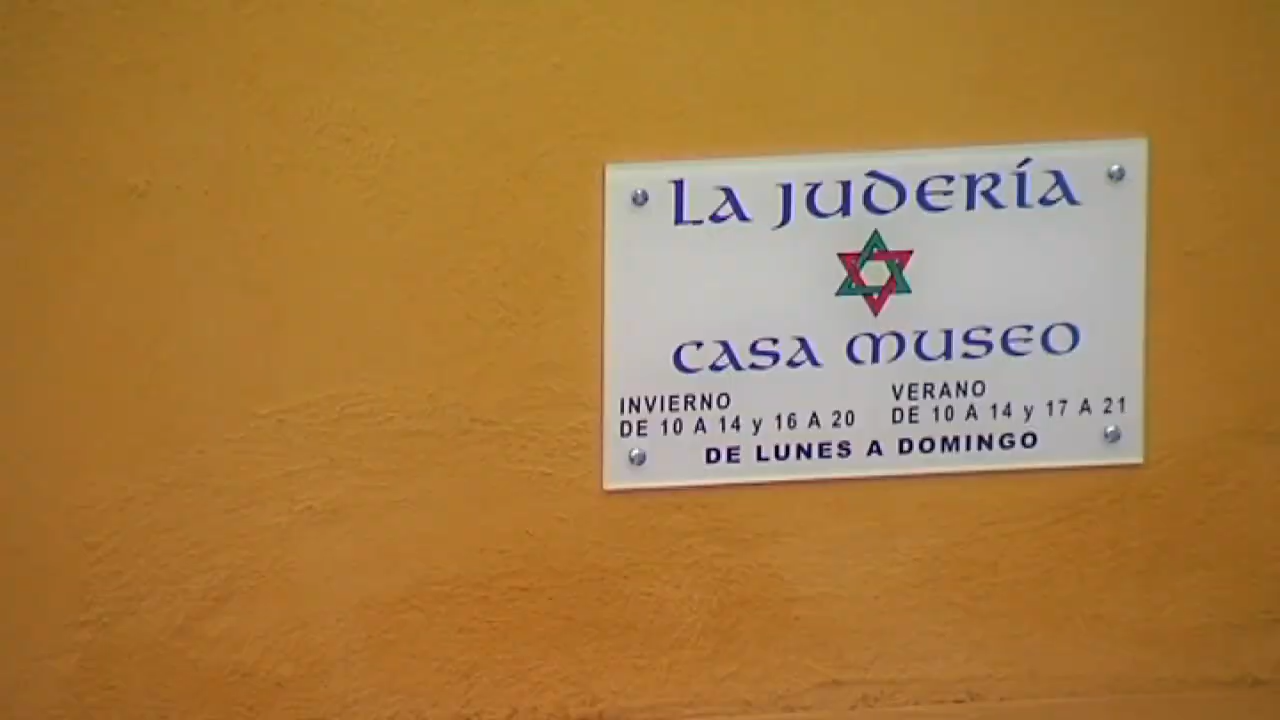 LA JUDERÍA
CASA MUSEO
INVIERNO
DE 10 A 14 y 16 A 20
VERANO
DE 10 A 14 y 17 A 21
DE LUNES A DOMINGO